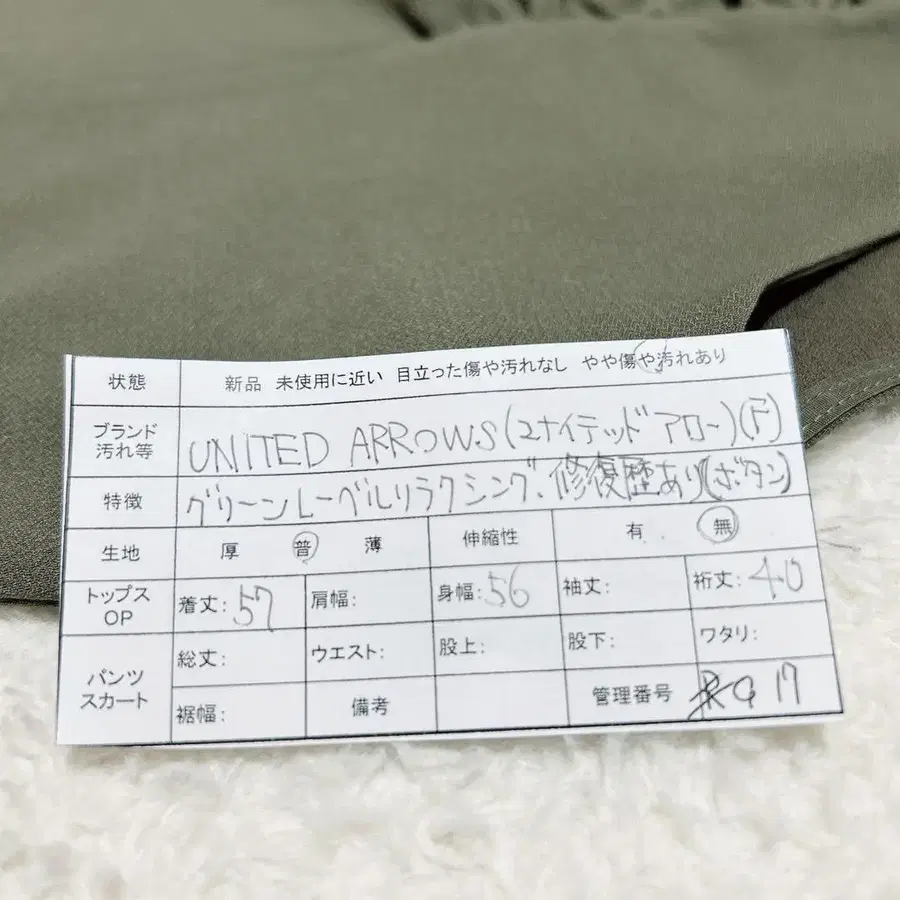 状態 新品 未使用に近い 目立った傷や汚れなし やや傷や汚れあり
ブランド
汚れ等 UNITED ARROWS(ユナイテッドアロー)(F)
特徴 グリーンレーベルリラクシング、修復歴あり(ボタン)
生地 厚 普 薄 伸縮性 有 無
トップス
OP 着丈: 57 肩幅: 身幅: 56 袖丈: 裄丈: 40
パンツ
スカート 総丈: ウエスト: 股上: 股下: ワタリ:
裾幅: 備考 管理番号 G 17